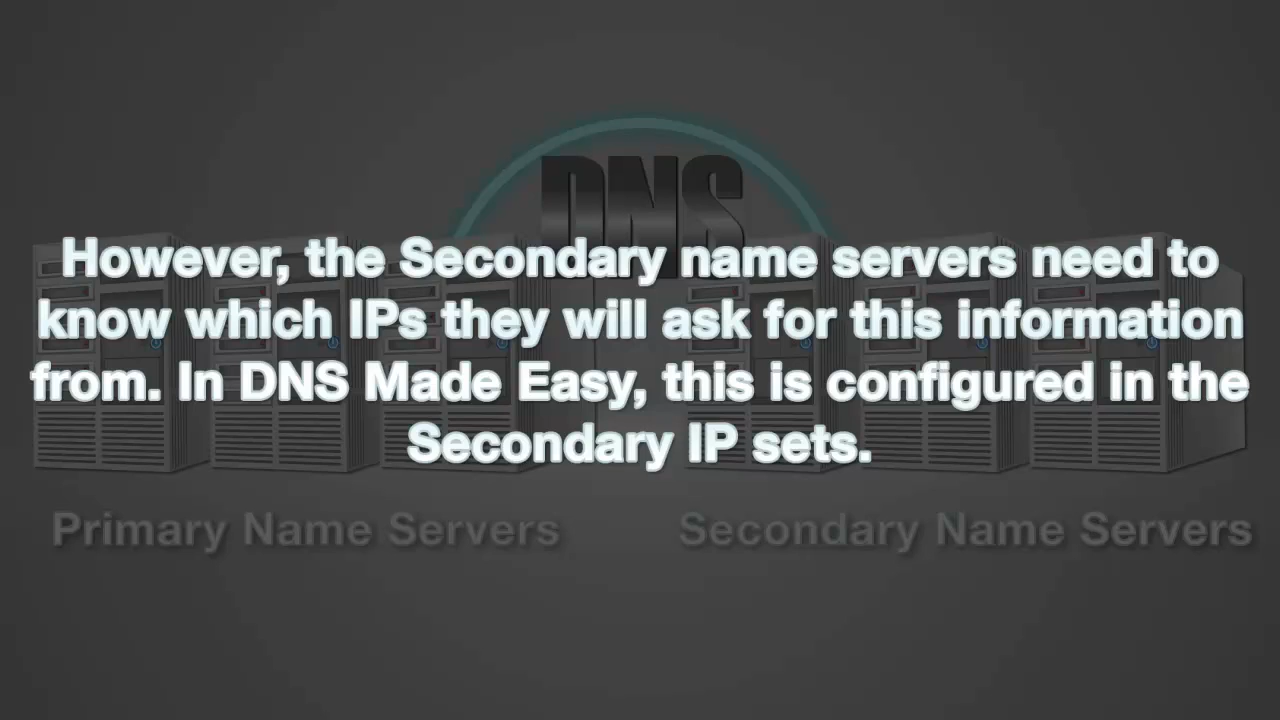 DNS
However, the Secondary name servers need to
know which IPs they will ask for this information
from. In DNS Made Easy, this is configured in the
Secondary IP sets.
Primary Name Servers
Secondary Name Servers